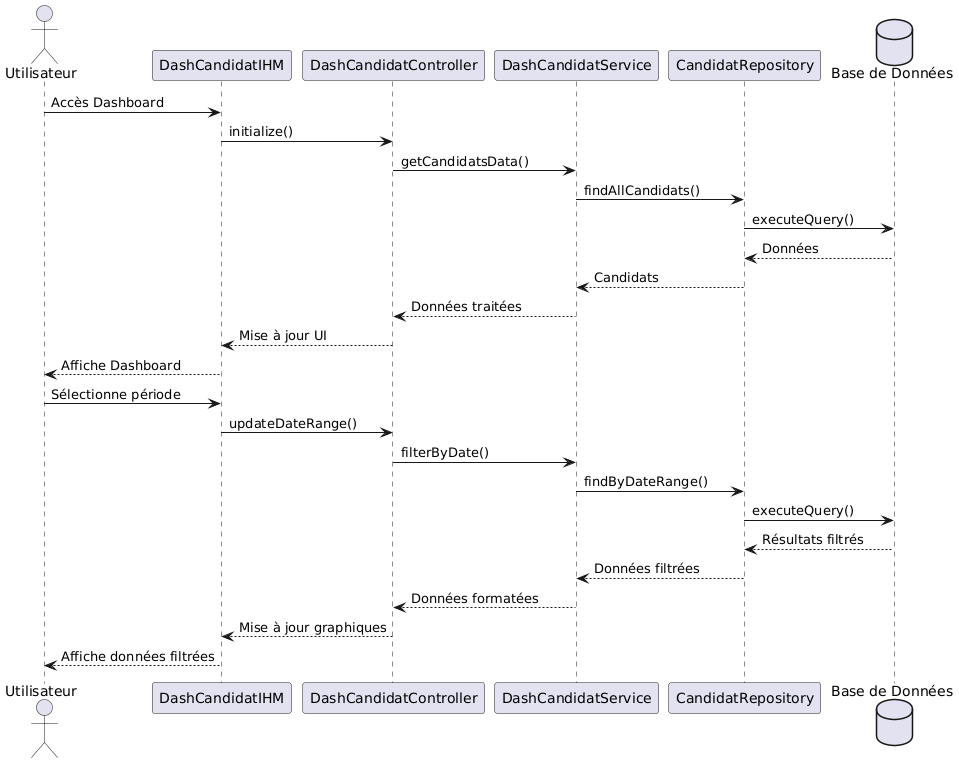 Utilisateur
DashCandidatIHM
DashCandidatController
DashCandidatService
CandidatRepository
Base de Données
Accès Dashboard
initialize()
getCandidatsData()
findAllCandidats()
executeQuery()
Données
Candidats
Données traitées
Mise à jour UI
Affiche Dashboard
Sélectionne période
updateDateRange()
filterByDate()
findByDateRange()
executeQuery()
Résultats filtrés
Données filtrées
Données formatées
Mise à jour graphiques
Affiche données filtrées
Utilisateur
DashCandidatIHM
DashCandidatController
DashCandidatService
CandidatRepository
Base de Données